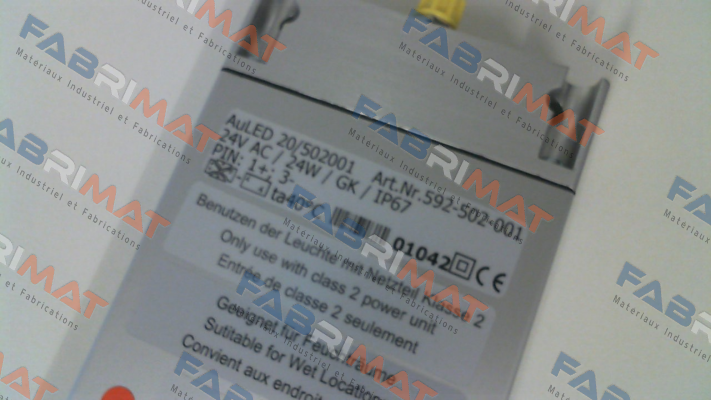 AuLED 20/502001 Art.Nr.592-502-001
24V AC / 24W / GK / IP67
PIN: 1+; 3-
ta40°C 01042 CE
Benutzen der Leuchte mit Netzteil Klasse 2
Only use with class 2 power unit
Entrée de classe 2 seulement
Geeignet für Feuchträume
Suitable for Wet Location
Convient aux endroits
FABRIMAT
Materiaux Industriel et Fabrications